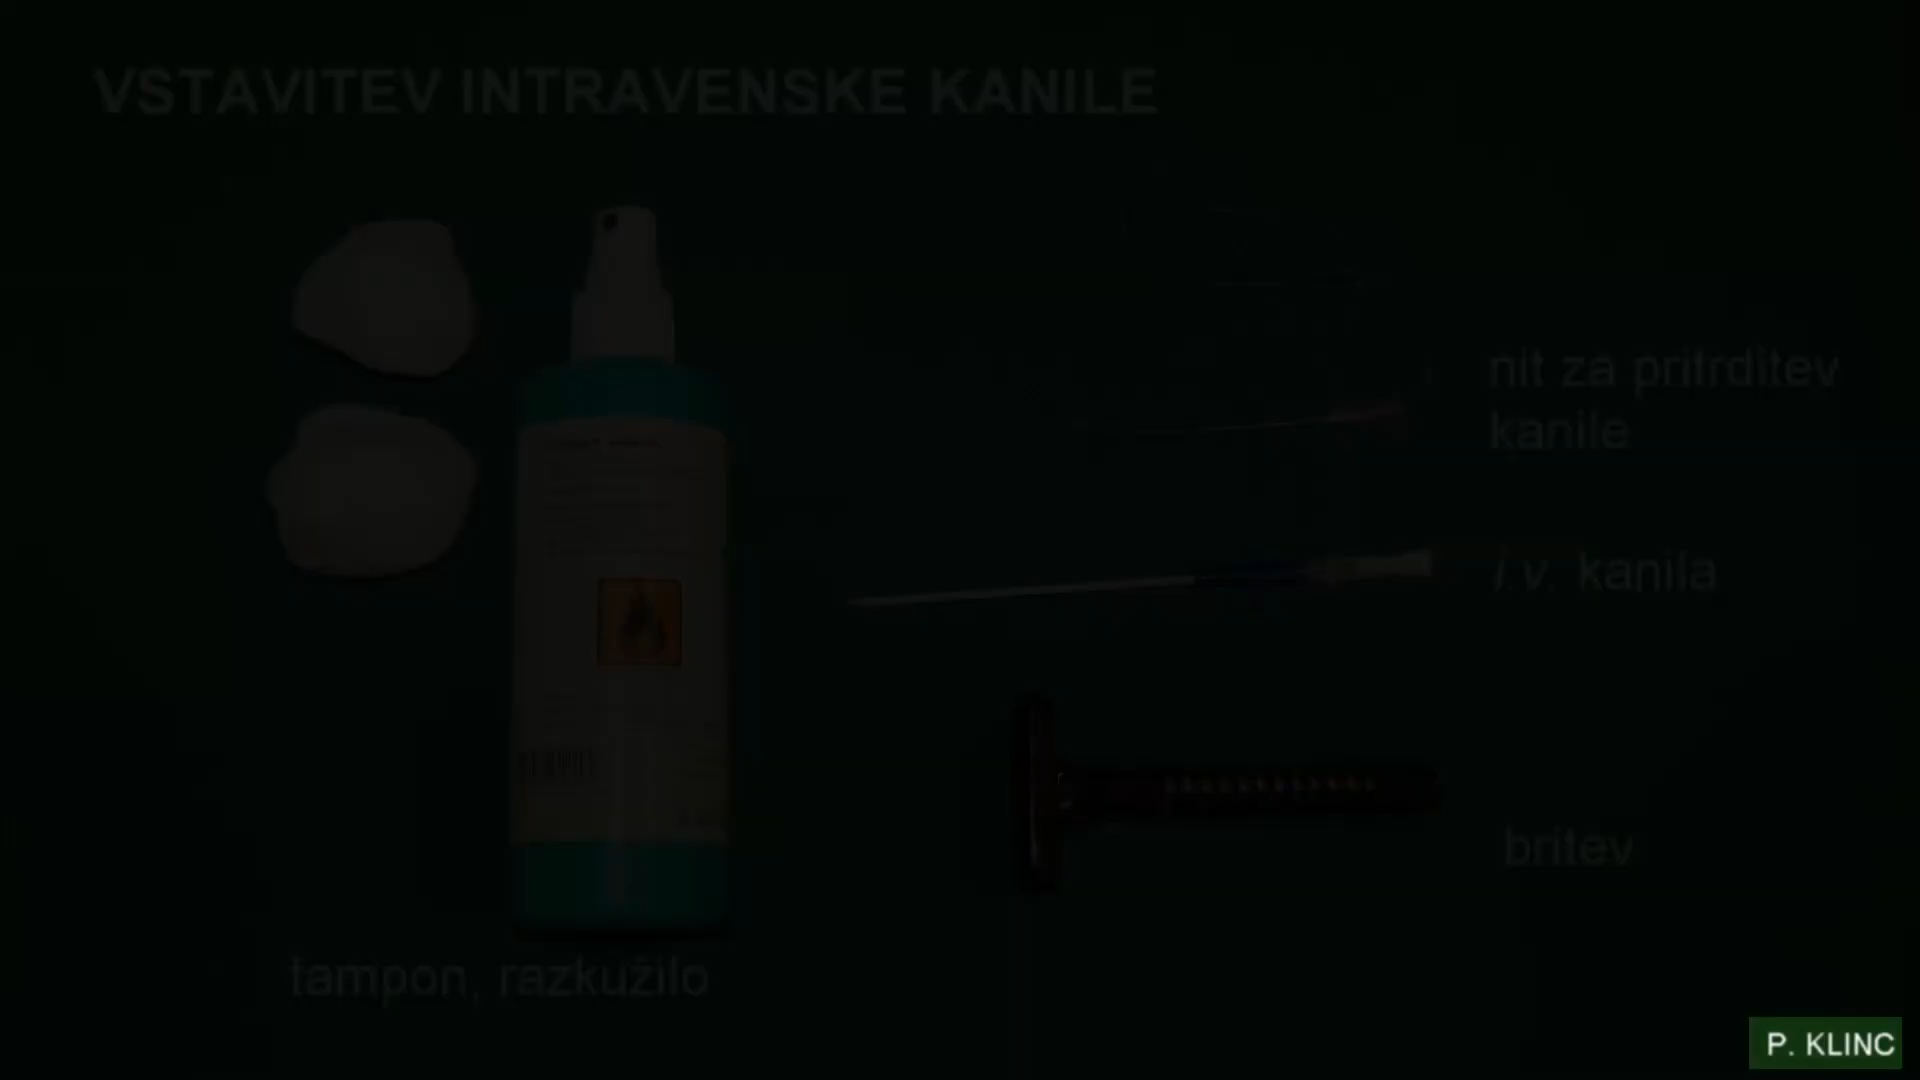 VSTAVITEV INTRAVENSKE KANILE
nit za pritrditev
kanile
i v. kanila
britev
tampon, razkužilo
P. KLINC